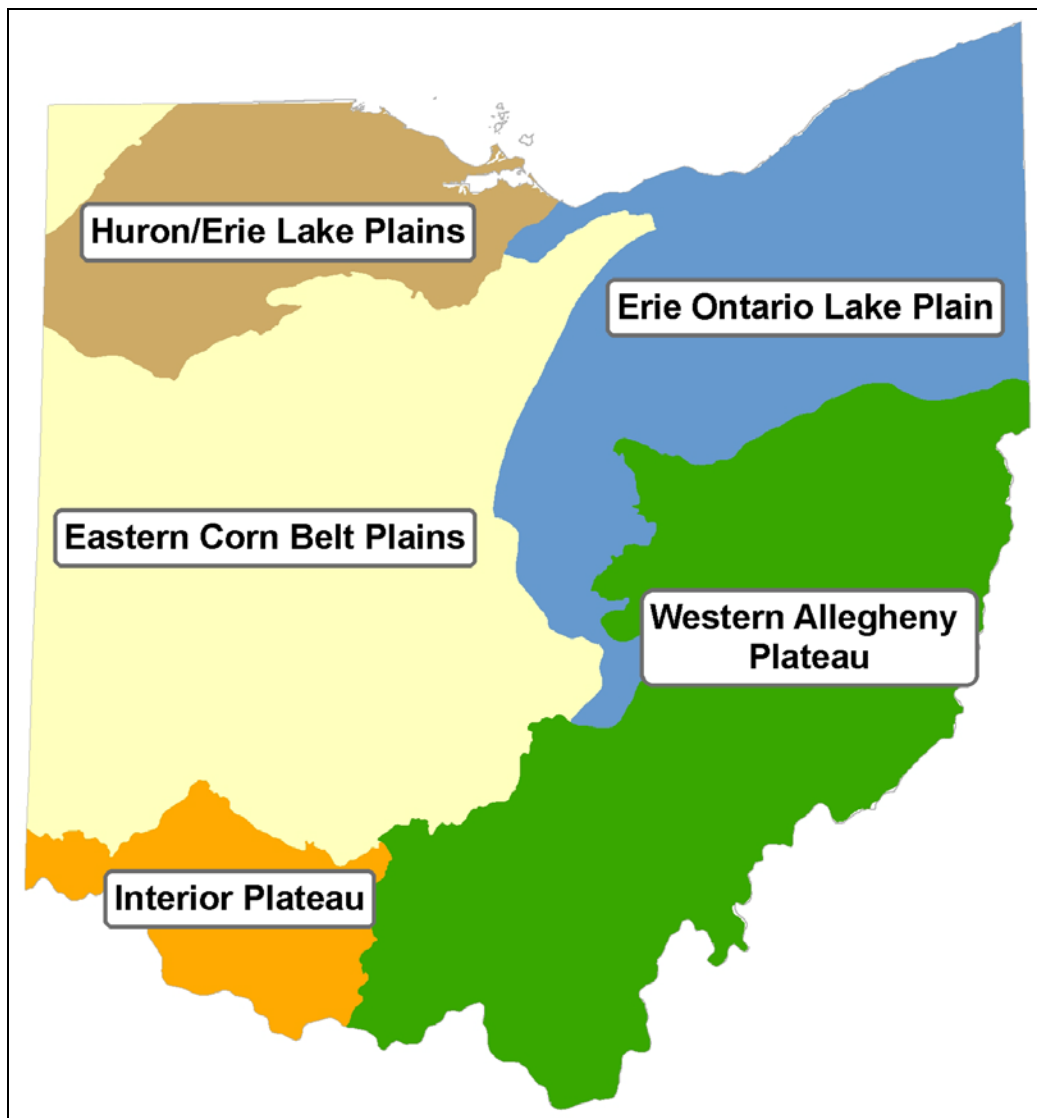 Huron/Erie Lake Plains
Erie Ontario Lake Plain
Eastern Corn Belt Plains
Western Allegheny
Plateau
Interior Plateau